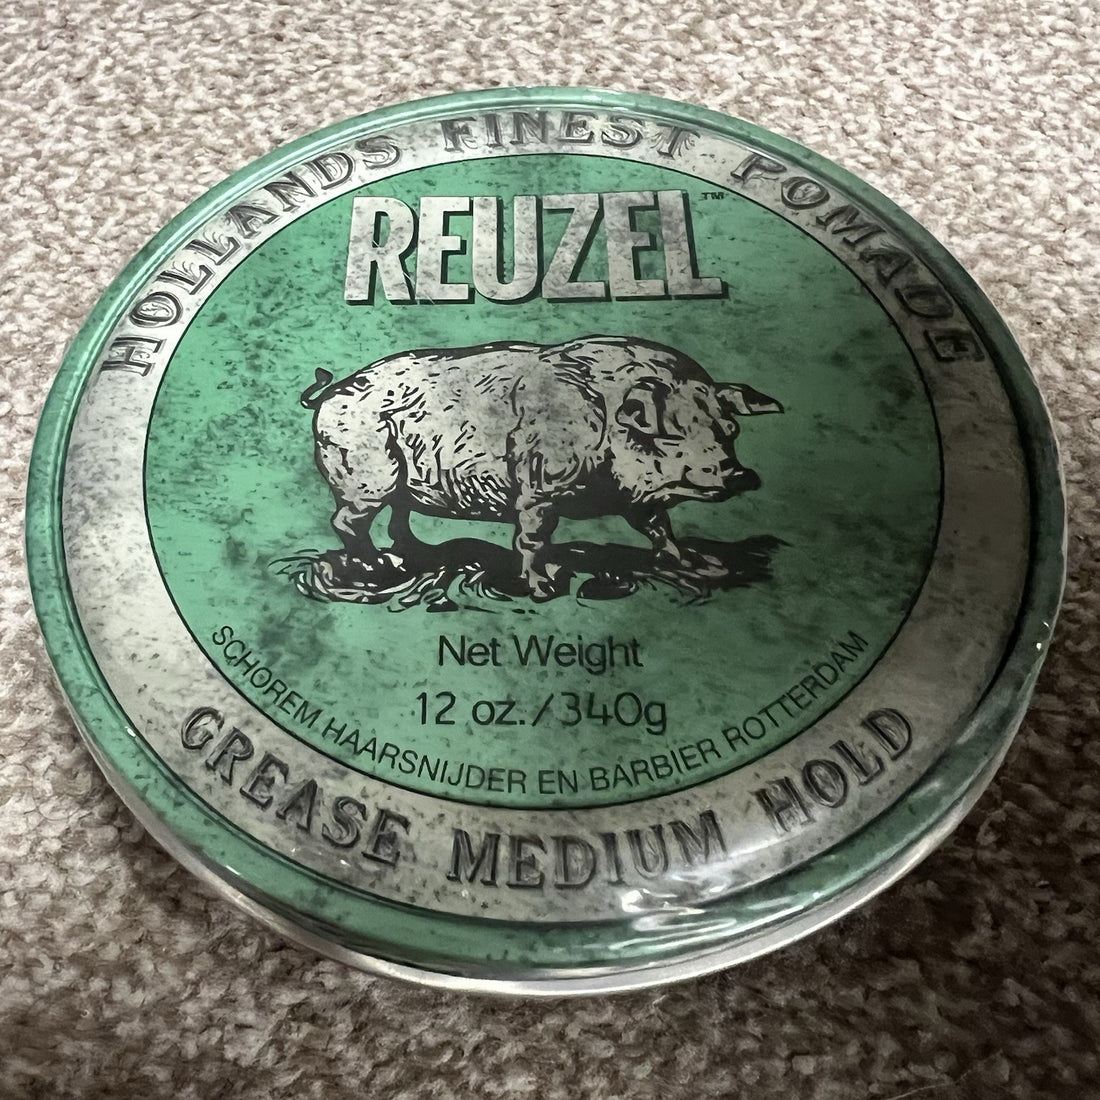 HOLLANDS FINEST POMADE
REUZEL™
Net Weight
12 oz./340g
SCHOREM HAARSNIJDER EN BARBIER ROTTERDAM
GREASE MEDIUM HOLD